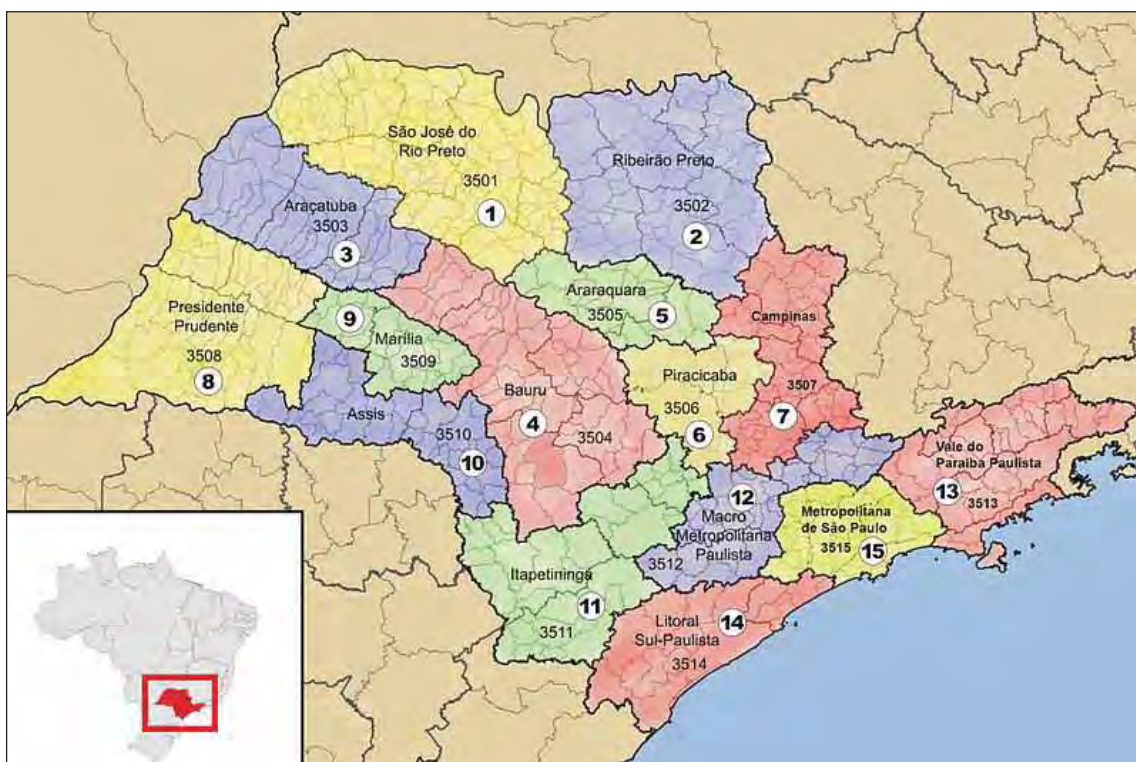 São José do
Rio Preto
3501
1
Ribeirão Preto
3502
2
Araçatuba
3503
3
Araraquara
3505
5
Campinas
3507
7
Presidente
Prudente
3508
8
9
Marília
3509
Piracicaba
3506
6
Bauru
4
3504
Assis
3510
10
Vale do
Paraiba Paulista
13
3513
12
Macro
Metropolitana
Paulista
3512
Metropolitana
de São Paulo
3515
15
Itapetininga
11
3511
Litoral
Sul-Paulista
14
3514